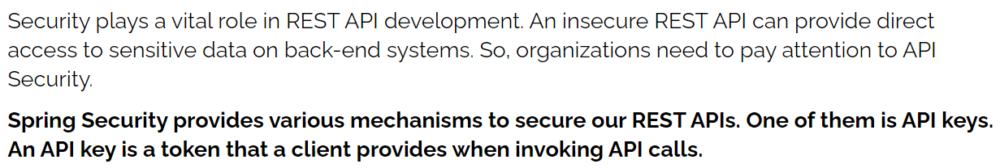 Security plays a vital role in REST API development. An insecure REST API can provide direct
access to sensitive data on back-end systems. So, organizations need to pay attention to API
Security.
Spring Security provides various mechanisms to secure our REST APIs. One of them is API keys.
An API key is a token that a client provides when invoking API calls.